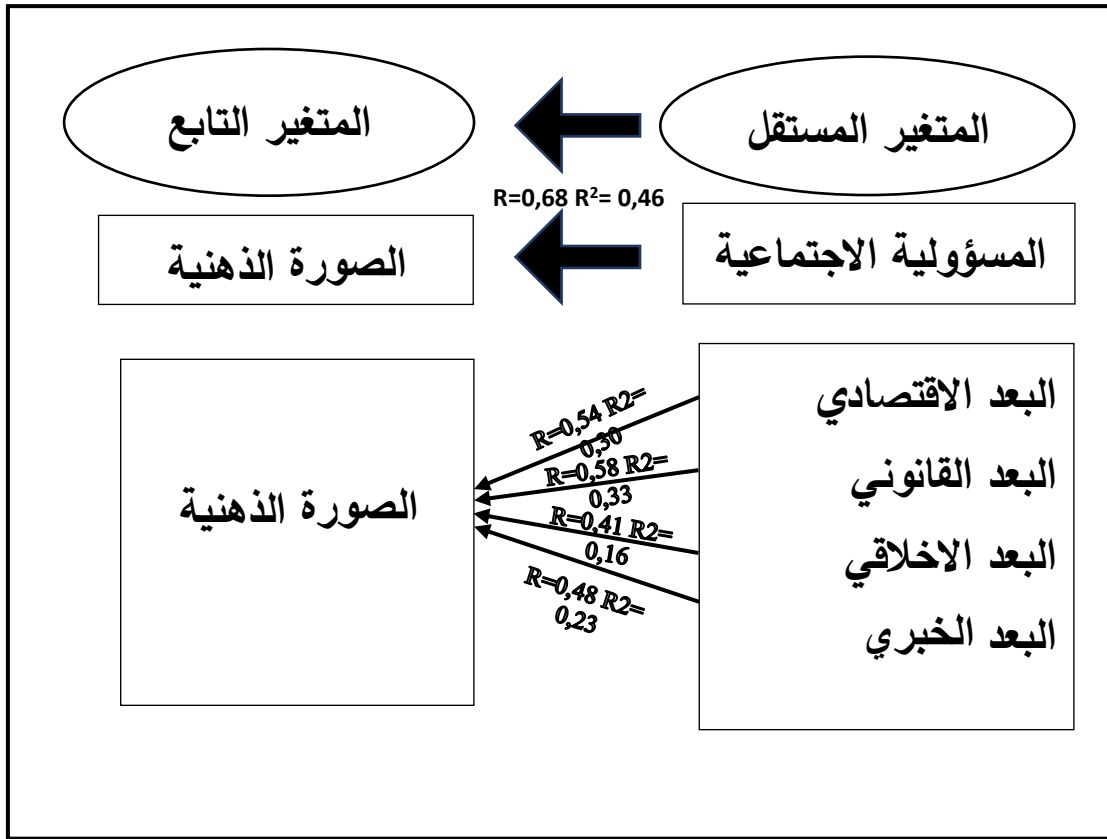 المتغير المستقل
المتغير التابع
R=0,68 R²= 0,46
المسؤولية الاجتماعية
الصورة الذهنية
البعد الاقتصادي
البعد القانوني
البعد الاخلاقي
البعد الخبري
R=0,54 R2=
0,30
R=0,58 R2=
0,33
R=0,41 R2=
0,16
R=0,48 R2=
0,23
الصورة الذهنية